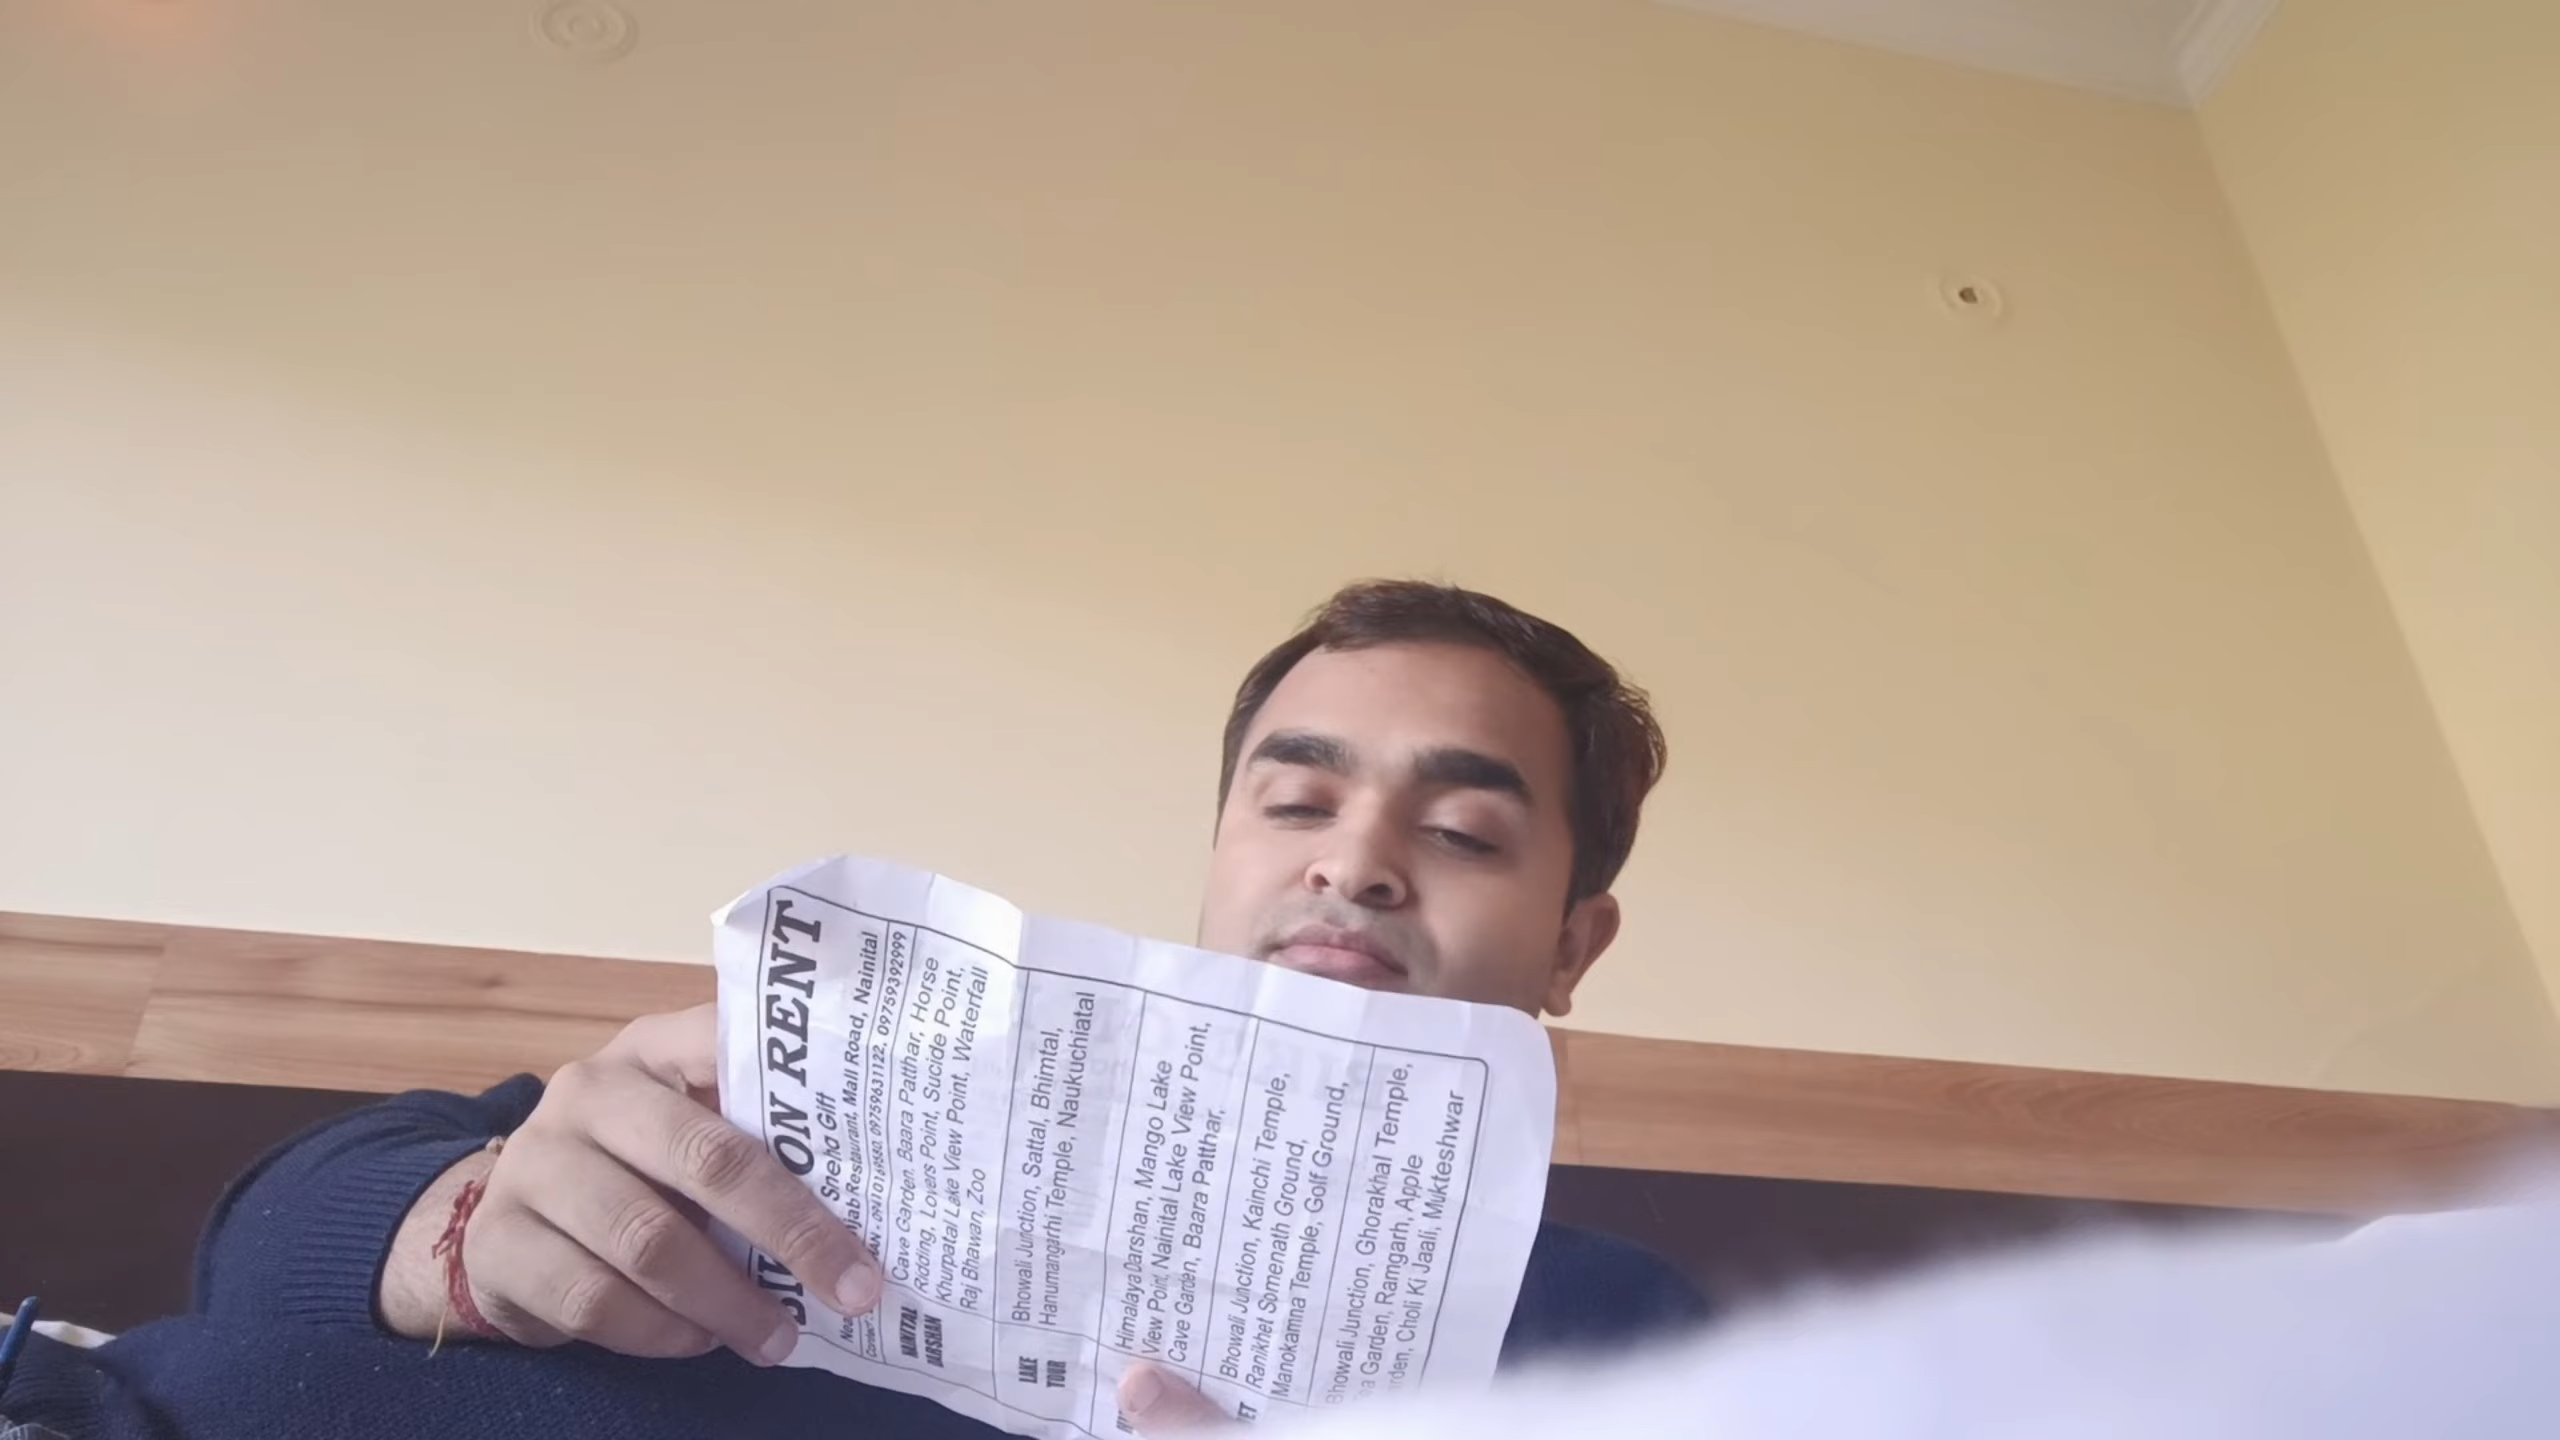 ON RENT
Sneha Gift
Restaurant, Mall Road, Nainital
09759631122, 09759392999
NAINITAL
DARSHAN
Cave Garden, Baara Patthar, Horse
Ridding, Lovers Point, Sucide Point,
Khurpatal Lake View Point, Waterfall
Raj Bhawan, Zoo
LAKE
TOUR
Bhowali Junction, Sattal, Bhimtal,
Hanumangarhi Temple, Naukuchiatal
Himalaya Darshan, Mango Lake
View Point, Nainital Lake View Point,
Cave Garden, Baara Patthar,
Bhowali Junction, Kainchi Temple,
Ranikhet Somenath Ground,
Manokamna Temple, Golf Ground,
Bhowali Junction, Ghorakhal Temple,
Garden, Ramgarh, Apple
Choli Ki Jaali, Mukteshwar